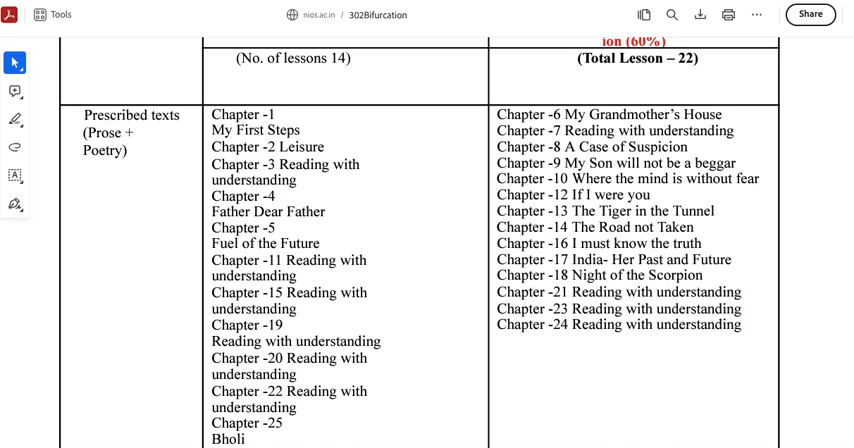 Tools
nios.ac.in / 302Bifurcation
Share
ion (60%)
(No. of lessons 14)
(Total Lesson – 22)
Prescribed texts
(Prose +
Poetry)
Chapter -1
My First Steps
Chapter -2 Leisure
Chapter -3 Reading with
understanding
Chapter -4
Father Dear Father
Chapter -5
Fuel of the Future
Chapter -11 Reading with
understanding
Chapter -15 Reading with
understanding
Chapter -19
Reading with understanding
Chapter -20 Reading with
understanding
Chapter -22 Reading with
understanding
Chapter -25
Bholi
Chapter -6 My Grandmother's House
Chapter -7 Reading with understanding
Chapter -8 A Case of Suspicion
Chapter -9 My Son will not be a beggar
Chapter -10 Where the mind is without fear
Chapter -12 If I were you
Chapter -13 The Tiger in the Tunnel
Chapter -14 The Road not Taken
Chapter -16 I must know the truth
Chapter -17 India- Her Past and Future
Chapter -18 Night of the Scorpion
Chapter -21 Reading with understanding
Chapter -23 Reading with understanding
Chapter -24 Reading with understanding